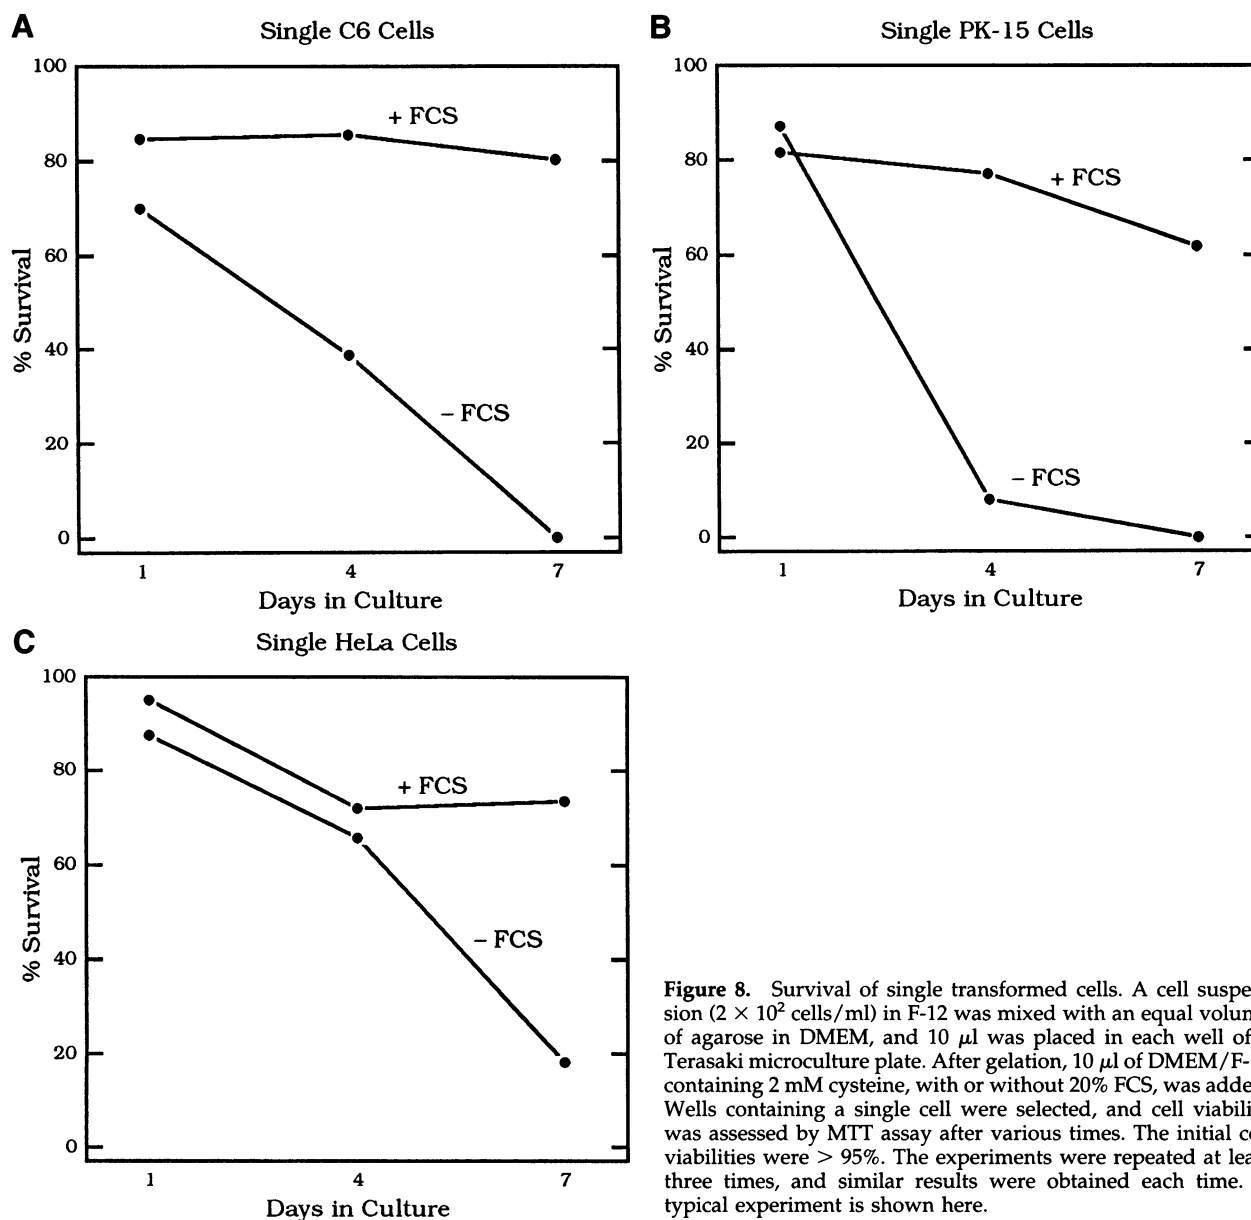 A
Single C6 Cells
100
80
60
40
20
0
% Survival
+ FCS
– FCS
1 4 7
Days in Culture
B
Single PK-15 Cells
100
80
60
40
20
0
% Survival
+ FCS
– FCS
1 4 7
Days in Culture
C
Single HeLa Cells
100
80
60
40
20
0
% Survival
+ FCS
– FCS
1 4 7
Days in Culture
Figure 8. Survival of single transformed cells. A cell suspe
sion (2 × 10² cells/ml) in F-12 was mixed with an equal volun
of agarose in DMEM, and 10 µl was placed in each well of
Terasaki microculture plate. After gelation, 10 µl of DMEM/F-
containing 2 mM cysteine, with or without 20% FCS, was adde
Wells containing a single cell were selected, and cell viabili
was assessed by MTT assay after various times. The initial ce
viabilities were > 95%. The experiments were repeated at lea
three times, and similar results were obtained each time.
typical experiment is shown here.